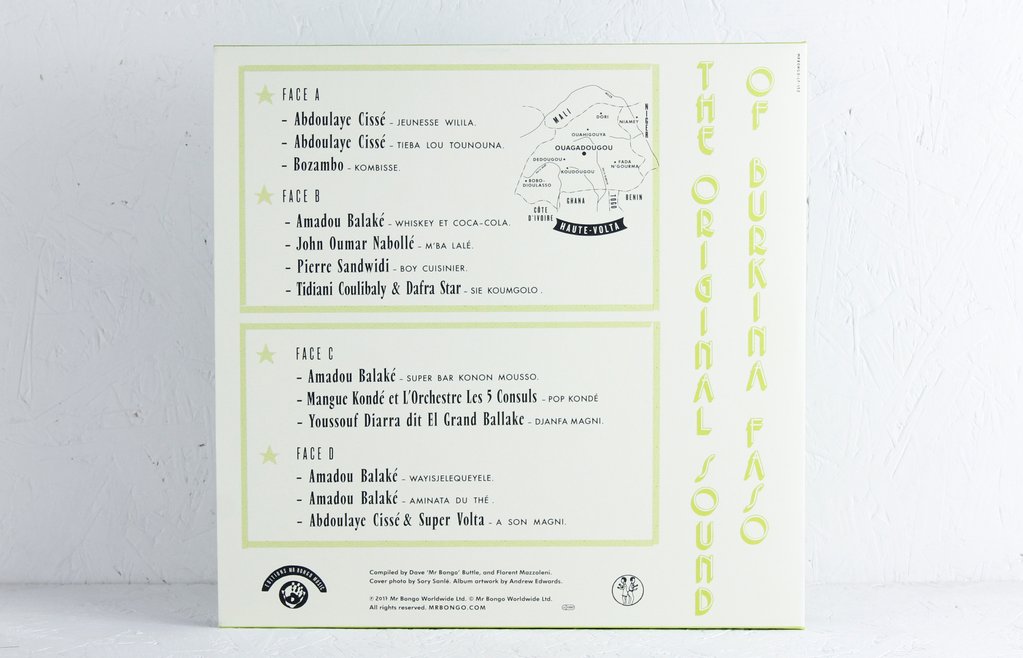 FACE A
- Abdoulaye Cissé - JEUNESSE WILILA.
- Abdoulaye Cissé - TIEBA LOU TOUNOUNA.
- Bozambo - KOMBISSE.
FACE B
- Amadou Balaké - WHISKEY ET COCA-COLA.
- John Oumar Nabollé - M'BA LALÉ.
- Pierre Sandwidi - BOY CUISINIER.
- Tidiani Coulibaly & Dafra Star - SIE KOUMGOLO .
MALI
NIGER
DORI
NIAMEY
OUAHIGOUYA
OUAGADOUGOU
DEDOUGOU
FADA
N'GOURMA
KOUDOUGOU
BOBO-
DIOULASSO
GHANA
TOGO
BENIN
CÔTE
D'IVOIRE
HAUTE-VOLTA
FACE C
- Amadou Balaké - SUPER BAR KONON MOUSSO.
- Mangue Kondé et L'Orchestre Les 5 Consuls - POP KONDÉ
- Youssouf Diarra dit El Grand Ballake - DJANFA MAGNI.
FACE D
- Amadou Balaké - WAYISJELEQUEYELE.
- Amadou Balaké - AMINATA DU THÉ .
- Abdoulaye Cissé & Super Volta - A SON MAGNI.
THE ORIGINAL SOUND
OF BURKINA FASO
EDITIONS MR BONGO MUSIC
Compiled by Dave 'Mr Bongo' Buttle, and Florent Mazzoleni.
Cover photo by Sory Sanlé. Album artwork by Andrew Edwards.
℗ 2017 Mr Bongo Worldwide Ltd. © Mr Bongo Worldwide Ltd.
All rights reserved. MRBONGO.COM